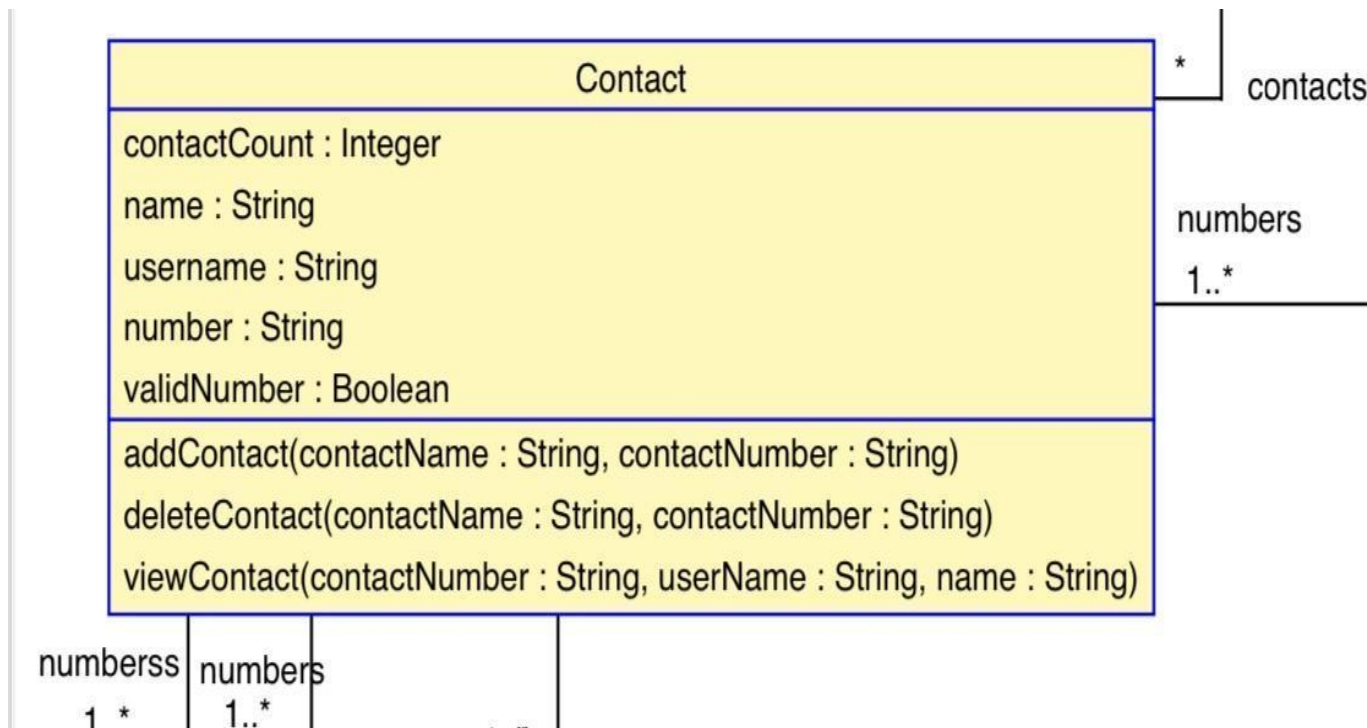 Contact
*
contacts
contactCount : Integer
name : String
username : String
number : String
validNumber : Boolean
numbers
1..*
addContact(contactName : String, contactNumber : String)
deleteContact(contactName : String, contactNumber : String)
viewContact(contactNumber : String, userName : String, name : String)
numberss
numbers
1..*
1..*